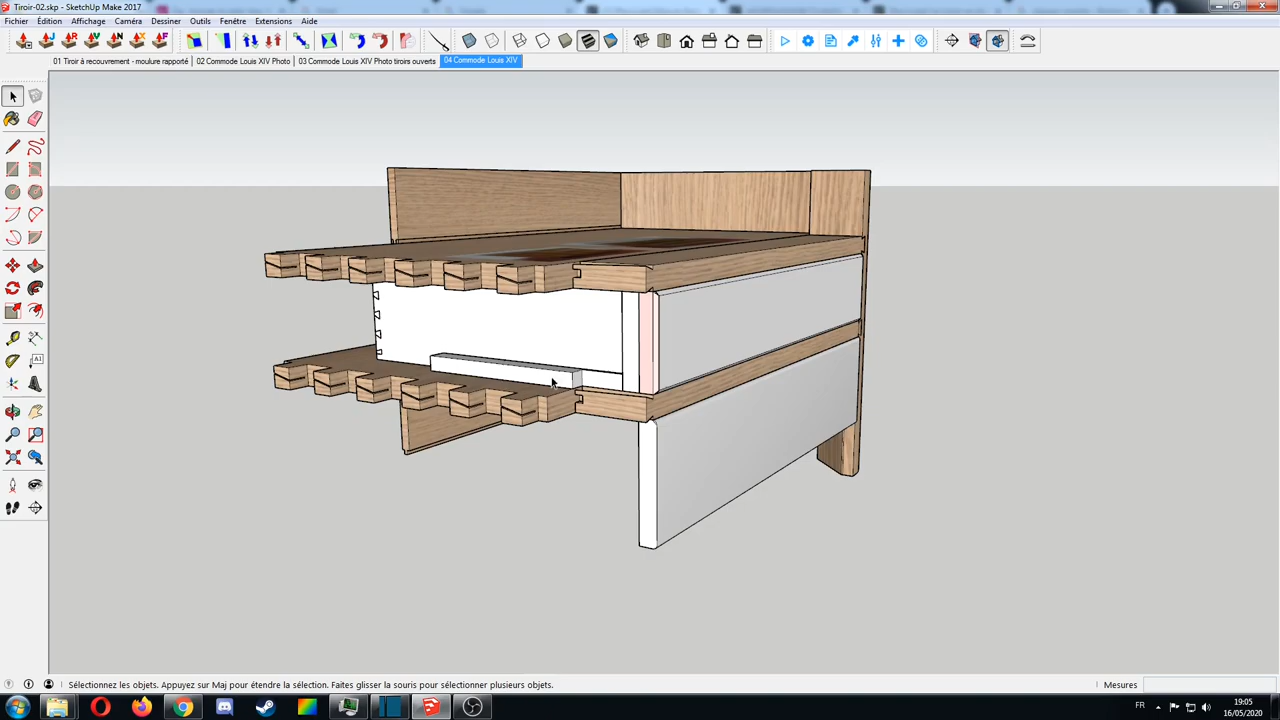 Tiroir-02.skp - SketchUp Make 2017
Fichier Édition Affichage Caméra Dessiner Outils Fenêtre Extensions Aide
01 Tiroir à recouvrement - moulure rapporté 02 Commode Louis XIV Photo 03 Commode Louis XIV Photo tiroirs ouverts 04 Commode Louis XIV
Sélectionnez les objets. Appuyez sur Maj pour étendre la sélection. Faites glisser la souris pour sélectionner plusieurs objets.
Mesures
FR
19:05
16/05/2020